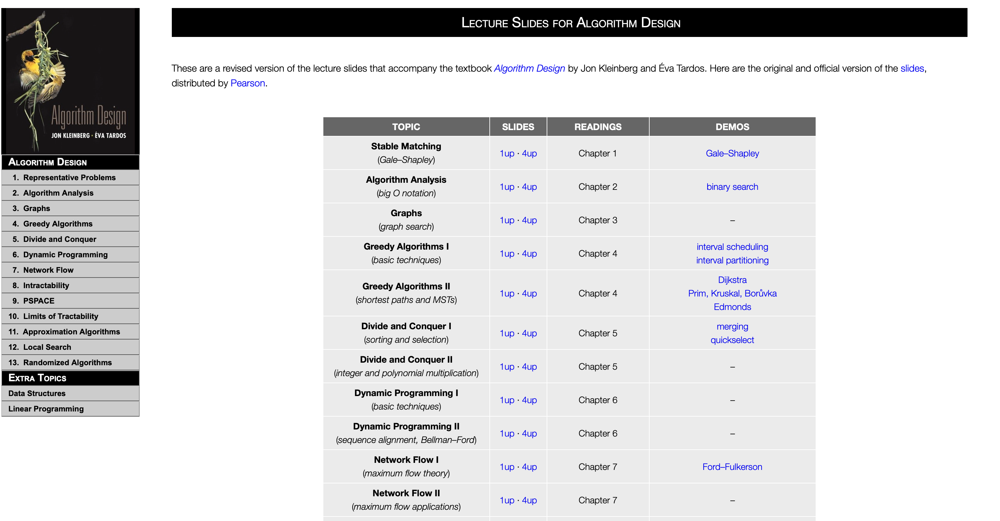 Algorithm Design
JON KLEINBERG • ÉVA TARDOS
ALGORITHM DESIGN
1. Representative Problems
2. Algorithm Analysis
3. Graphs
4. Greedy Algorithms
5. Divide and Conquer
6. Dynamic Programming
7. Network Flow
8. Intractability
9. PSPACE
10. Limits of Tractability
11. Approximation Algorithms
12. Local Search
13. Randomized Algorithms
EXTRA TOPICS
Data Structures
Linear Programming
LECTURE SLIDES FOR ALGORITHM DESIGN
These are a revised version of the lecture slides that accompany the textbook Algorithm Design by Jon Kleinberg and Éva Tardos. Here are the original and official version of the slides,
distributed by Pearson.
TOPIC SLIDES READINGS DEMOS
Stable Matching
(Gale–Shapley)
1up · 4up
Chapter 1
Gale–Shapley
Algorithm Analysis
(big O notation)
1up · 4up
Chapter 2
binary search
Graphs
(graph search)
1up · 4up
Chapter 3
–
Greedy Algorithms I
(basic techniques)
1up · 4up
Chapter 4
interval scheduling
interval partitioning
Greedy Algorithms II
(shortest paths and MSTs)
1up · 4up
Chapter 4
Dijkstra
Prim, Kruskal, Borůvka
Edmonds
Divide and Conquer I
(sorting and selection)
1up · 4up
Chapter 5
merging
quickselect
Divide and Conquer II
(integer and polynomial multiplication)
1up · 4up
Chapter 5
–
Dynamic Programming I
(basic techniques)
1up · 4up
Chapter 6
–
Dynamic Programming II
(sequence alignment, Bellman–Ford)
1up · 4up
Chapter 6
–
Network Flow I
(maximum flow theory)
1up · 4up
Chapter 7
Ford–Fulkerson
Network Flow II
(maximum flow applications)
1up · 4up
Chapter 7
–